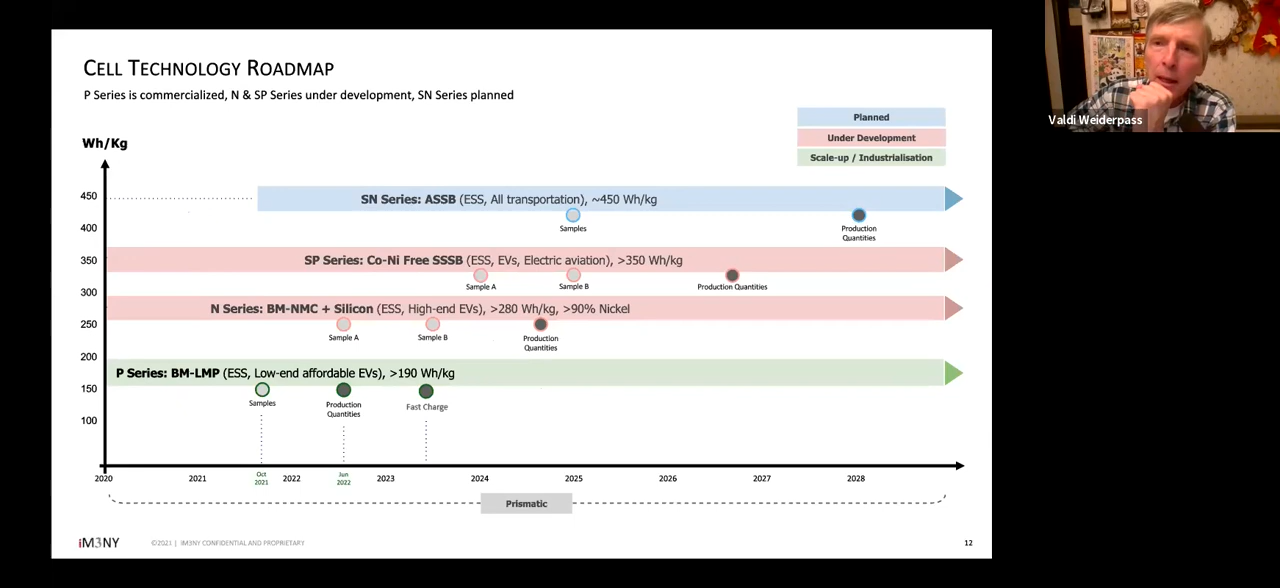 CELL TECHNOLOGY ROADMAP
P Series is commercialized, N & SP Series under development, SN Series planned
Planned
Under Development
Scale-up / Industrialisation
Wh/Kg
450
400
350
300
250
200
150
100
SN Series: ASSB (ESS, All transportation), ~450 Wh/kg
Samples
Production
Quantities
SP Series: Co-Ni Free SSSB (ESS, EVs, Electric aviation), >350 Wh/kg
Sample A
Sample B
Production Quantities
N Series: BM-NMC + Silicon (ESS, High-end EVs), >280 Wh/kg, >90% Nickel
Sample A
Sample B
Production
Quantities
P Series: BM-LMP (ESS, Low-end affordable EVs), >190 Wh/kg
Samples
Production
Quantities
Fast Charge
2020
2021
Oct
2021
2022
Jun
2022
2023
2024
2025
2026
2027
2028
Prismatic
iM3NY
©2021 | IM3NY CONFIDENTIAL AND PROPRIETARY
12
Valdi Weiderpass